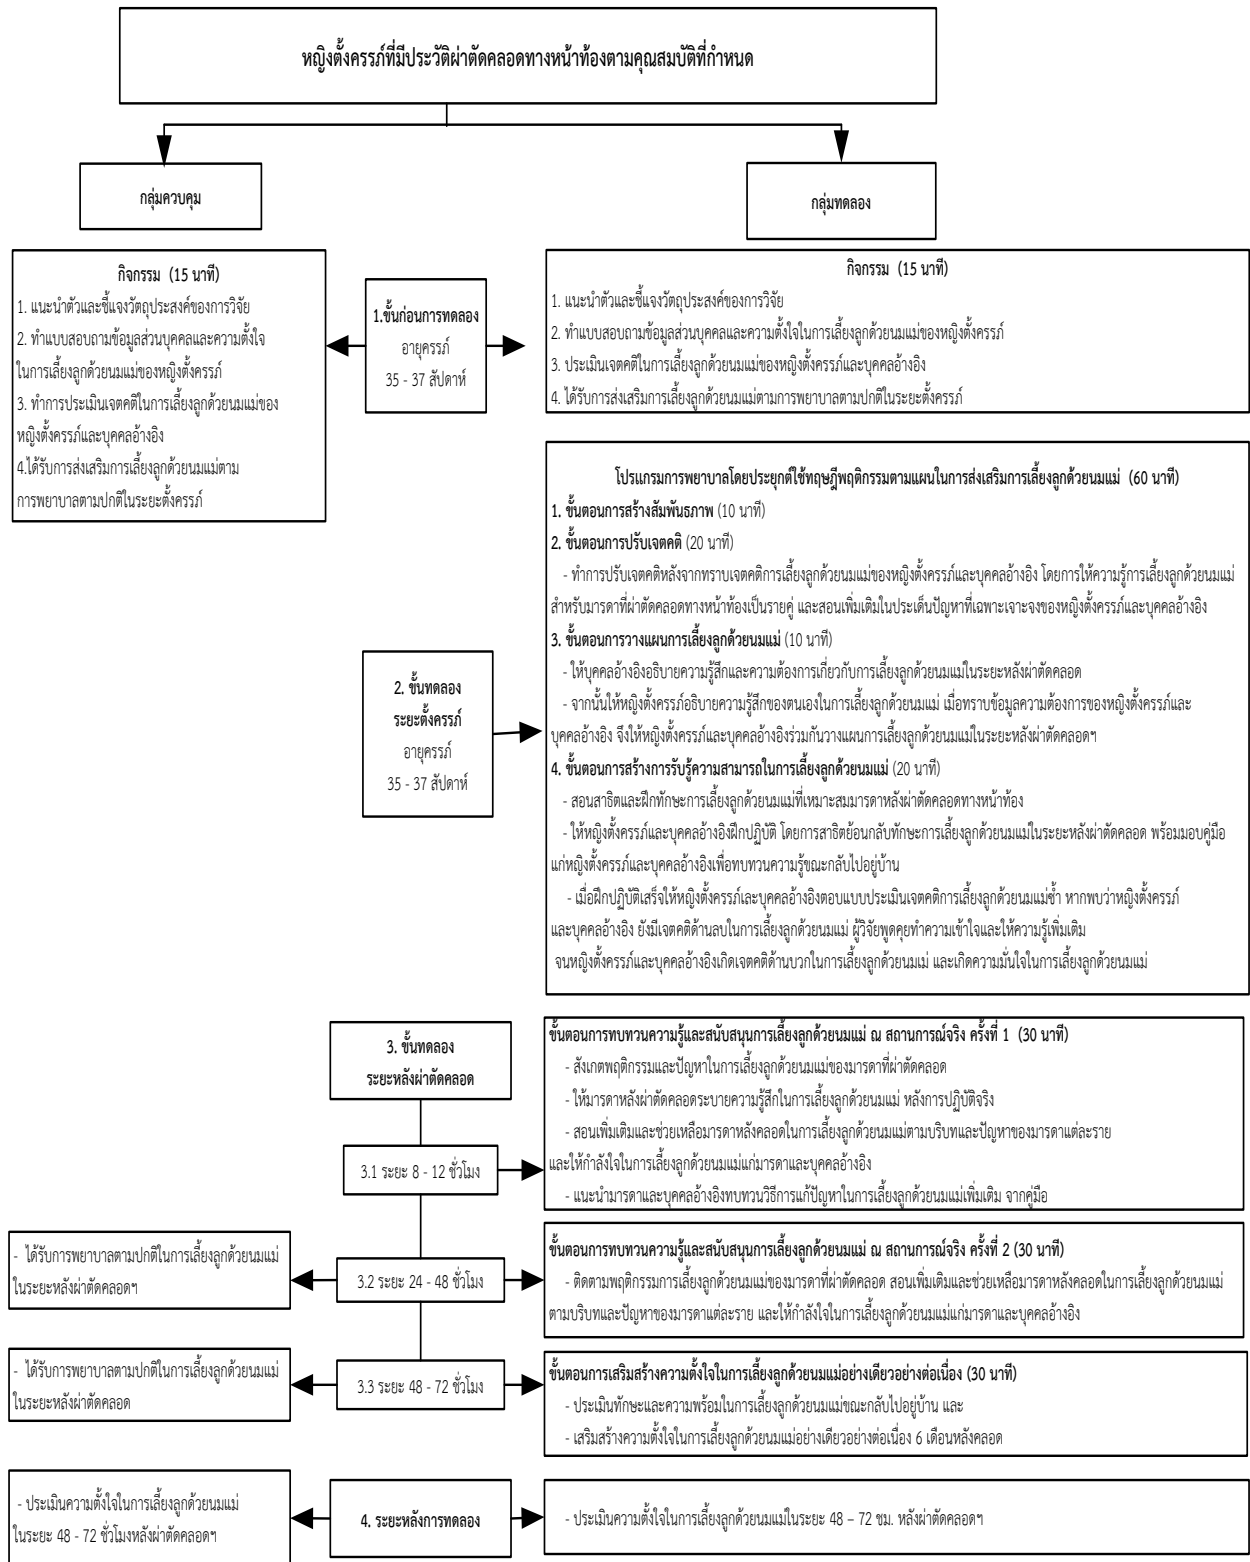 หญิงตั้งครรภ์ที่มีประวัติผ่าตัดคลอดทางหน้าท้องตามคุณสมบัติที่กำหนด
กลุ่มควบคุม
กลุ่มทดลอง
กิจกรรม (15 นาที)
1. แนะนำตัวและชี้แจงวัตถุประสงค์ของการวิจัย
2. ทำแบบสอบถามข้อมูลส่วนบุคคลและความตั้งใจ
ในการเลี้ยงลูกด้วยนมแม่ของหญิงตั้งครรภ์
3. ทำการประเมินเจตคติในการเลี้ยงลูกด้วยนมแม่ของ
หญิงตั้งครรภ์และบุคคลอ้างอิง
4.ได้รับการส่งเสริมการเลี้ยงลูกด้วยนมแม่ตาม
การพยาบาลตามปกติในระยะตั้งครรภ์
1.ขั้นก่อนการทดลอง
อายุครรภ์
35 - 37 สัปดาห์
กิจกรรม (15 นาที)
1. แนะนำตัวและชี้แจงวัตถุประสงค์ของการวิจัย
2. ทำแบบสอบถามข้อมูลส่วนบุคคลและความตั้งใจในการเลี้ยงลูกด้วยนมแม่ของหญิงตั้งครรภ์
3. ประเมินเจตคติในการเลี้ยงลูกด้วยนมแม่ของหญิงตั้งครรภ์และบุคคลอ้างอิง
4. ได้รับการส่งเสริมการเลี้ยงลูกด้วยนมแม่ตามการพยาบาลตามปกติในระยะตั้งครรภ์
2. ขั้นทดลอง
ระยะตั้งครรภ์
อายุครรภ์
35 - 37 สัปดาห์
โปรแกรมการพยาบาลโดยประยุกต์ใช้ทฤษฎีพฤติกรรมตามแผนในการส่งเสริมการเลี้ยงลูกด้วยนมแม่ (60 นาที)
1. ขั้นตอนการสร้างสัมพันธภาพ (10 นาที)
2. ขั้นตอนการปรับเจตคติ (20 นาที)
- ทำการปรับเจตคติหลังจากทราบเจตคติการเลี้ยงลูกด้วยนมแม่ของหญิงตั้งครรภ์และบุคคลอ้างอิง โดยการให้ความรู้การเลี้ยงลูกด้วยนมแม่
สำหรับมารดาที่ผ่าตัดคลอดทางหน้าท้องเป็นรายคู่ และสอนเพิ่มเติมในประเด็นปัญหาที่เฉพาะเจาะจงของหญิงตั้งครรภ์และบุคคลอ้างอิง
3. ขั้นตอนการวางแผนการเลี้ยงลูกด้วยนมแม่ (10 นาที)
- ให้บุคคลอ้างอิงอธิบายความรู้สึกและความต้องการเกี่ยวกับการเลี้ยงลูกด้วยนมแม่ในระยะหลังผ่าตัดคลอด
- จากนั้นให้หญิงตั้งครรภ์อธิบายความรู้สึกของตนเองในการเลี้ยงลูกด้วยนมแม่ เมื่อทราบข้อมูลความต้องการของหญิงตั้งครรภ์และ
บุคคลอ้างอิง จึงให้หญิงตั้งครรภ์และบุคคลอ้างอิงร่วมกันวางแผนการเลี้ยงลูกด้วยนมแม่ในระยะหลังผ่าตัดคลอดฯ
4. ขั้นตอนการสร้างการรับรู้ความสามารถในการเลี้ยงลูกด้วยนมแม่ (20 นาที)
- สอนสาธิตและฝึกทักษะการเลี้ยงลูกด้วยนมแม่ที่เหมาะสมมารดาหลังผ่าตัดคลอดทางหน้าท้อง
- ให้หญิงตั้งครรภ์และบุคคลอ้างอิงฝึกปฏิบัติ โดยการสาธิตย้อนกลับทักษะการเลี้ยงลูกด้วยนมแม่ในระยะหลังผ่าตัดคลอด พร้อมมอบคู่มือ
แก่หญิงตั้งครรภ์และบุคคลอ้างอิงเพื่อทบทวนความรู้ขณะกลับไปอยู่บ้าน
- เมื่อฝึกปฏิบัติเสร็จให้หญิงตั้งครรภ์และบุคคลอ้างอิงตอบแบบประเมินเจตคติการเลี้ยงลูกด้วยนมแม่ซ้ำ หากพบว่าหญิงตั้งครรภ์
และบุคคลอ้างอิง ยังมีเจตคติด้านลบในการเลี้ยงลูกด้วยนมแม่ ผู้วิจัยพูดคุยทำความเข้าใจและให้ความรู้เพิ่มเติม
จนหญิงตั้งครรภ์และบุคคลอ้างอิงเกิดเจตคติด้านบวกในการเลี้ยงลูกด้วยนมแม่ และเกิดความมั่นใจในการเลี้ยงลูกด้วยนมแม่
3. ขั้นทดลอง
ระยะหลังผ่าตัดคลอด
3.1 ระยะ 8 - 12 ชั่วโมง
ขั้นตอนการทบทวนความรู้และสนับสนุนการเลี้ยงลูกด้วยนมแม่ ณ สถานการณ์จริง ครั้งที่ 1 (30 นาที)
- สังเกตพฤติกรรมและปัญหาในการเลี้ยงลูกด้วยนมแม่ของมารดาที่ผ่าตัดคลอด
- ให้มารดาหลังผ่าตัดคลอดระบายความรู้สึกในการเลี้ยงลูกด้วยนมแม่ หลังการปฏิบัติจริง
- สอนเพิ่มเติมและช่วยเหลือมารดาหลังคลอดในการเลี้ยงลูกด้วยนมแม่ตามบริบทและปัญหาของมารดาแต่ละราย
และให้กำลังใจในการเลี้ยงลูกด้วยนมแม่แก่มารดาและบุคคลอ้างอิง
- แนะนำมารดาและบุคคลอ้างอิงทบทวนวิธีการแก้ปัญหาในการเลี้ยงลูกด้วยนมแม่เพิ่มเติม จากคู่มือ
- ได้รับการพยาบาลตามปกติในการเลี้ยงลูกด้วยนมแม่
ในระยะหลังผ่าตัดคลอดฯ
3.2 ระยะ 24 - 48 ชั่วโมง
ขั้นตอนการทบทวนความรู้และสนับสนุนการเลี้ยงลูกด้วยนมแม่ ณ สถานการณ์จริง ครั้งที่ 2 (30 นาที)
- ติดตามพฤติกรรมการเลี้ยงลูกด้วยนมแม่ของมารดาที่ผ่าตัดคลอด สอนเพิ่มเติมและช่วยเหลือมารดาหลังคลอดในการเลี้ยงลูกด้วยนมแม่
ตามบริบทและปัญหาของมารดาแต่ละราย และให้กำลังใจในการเลี้ยงลูกด้วยนมแม่แก่มารดาและบุคคลอ้างอิง
- ได้รับการพยาบาลตามปกติในการเลี้ยงลูกด้วยนมแม่
ในระยะหลังผ่าตัดคลอด
3.3 ระยะ 48 - 72 ชั่วโมง
ขั้นตอนการเสริมสร้างความตั้งใจในการเลี้ยงลูกด้วยนมแม่อย่างเดียวอย่างต่อเนื่อง (30 นาที)
- ประเมินทักษะและความพร้อมในการเลี้ยงลูกด้วยนมแม่ขณะกลับไปอยู่บ้าน และ
- เสริมสร้างความตั้งใจในการเลี้ยงลูกด้วยนมแม่อย่างเดียวอย่างต่อเนื่อง 6 เดือนหลังคลอด
- ประเมินความตั้งใจในการเลี้ยงลูกด้วยนมแม่
ในระยะ 48 - 72 ชั่วโมงหลังผ่าตัดคลอดฯ
4. ระยะหลังการทดลอง
- ประเมินความตั้งใจในการเลี้ยงลูกด้วยนมแม่ในระยะ 48 – 72 ชม. หลังผ่าตัดคลอดฯ